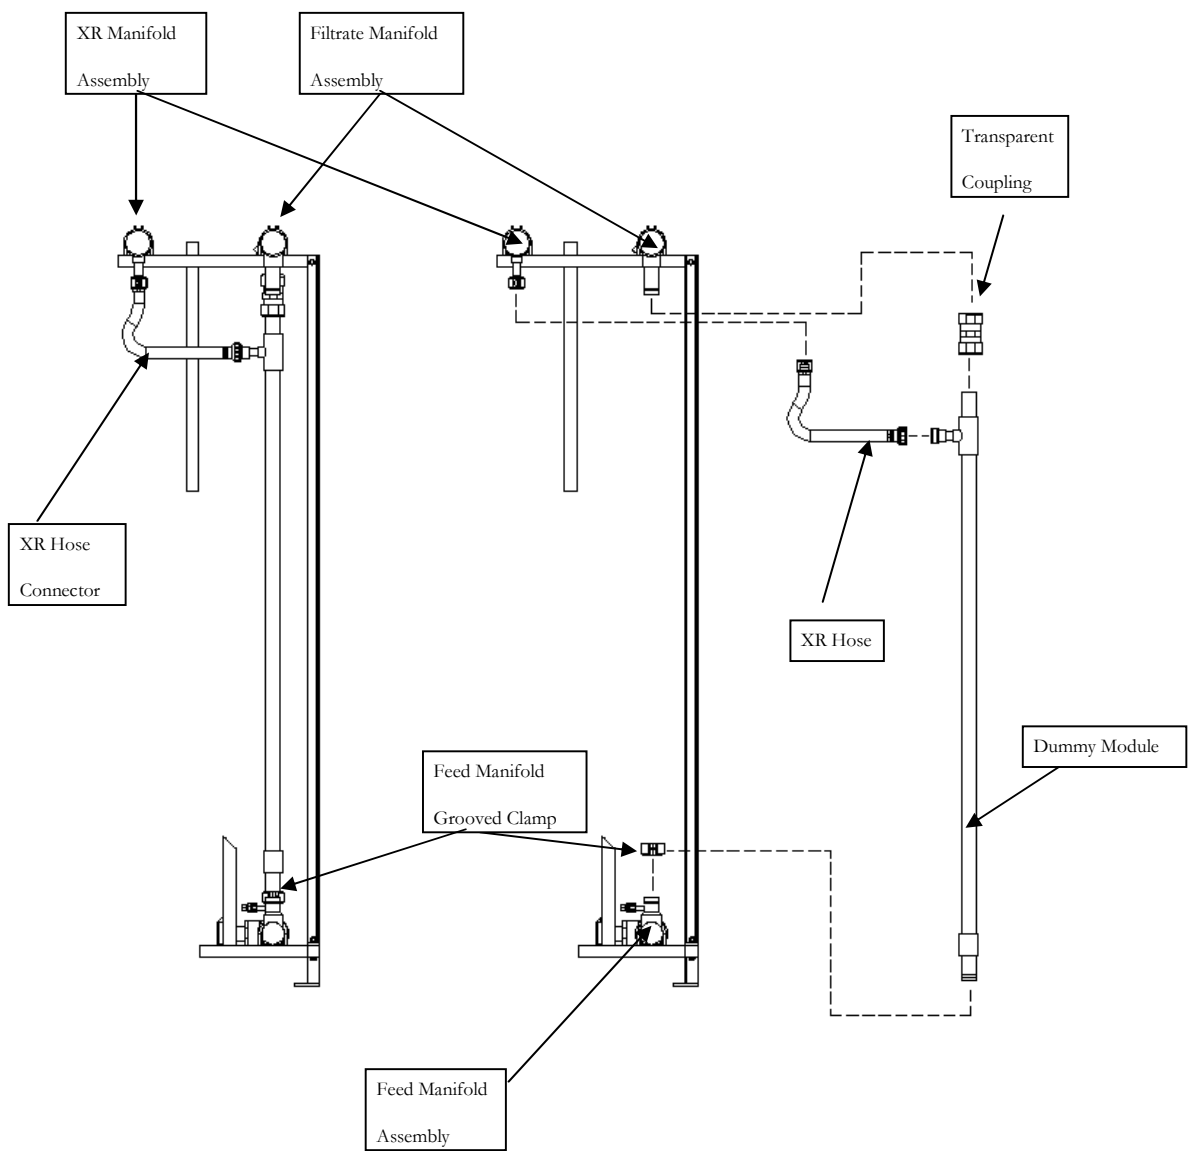 XR Manifold
Assembly
Filtrate Manifold
Assembly
Transparent
Coupling
XR Hose
Connector
XR Hose
Dummy Module
Feed Manifold
Grooved Clamp
Feed Manifold
Assembly